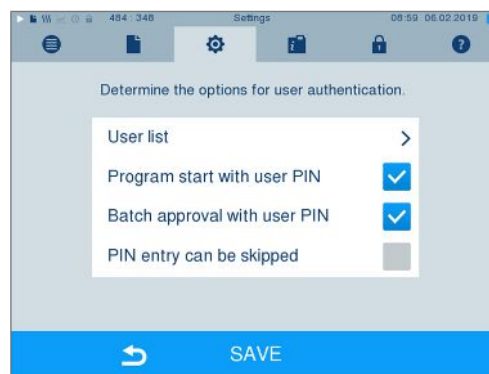 484 : 348 Settings 08:59 06.02.2019
Determine the options for user authentication.
User list
Program start with user PIN
Batch approval with user PIN
PIN entry can be skipped
SAVE